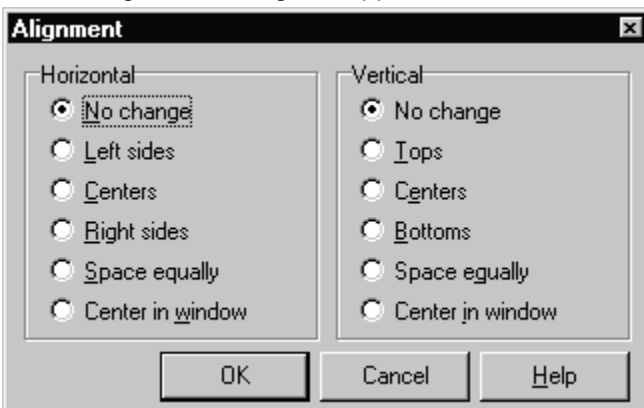 Alignment
Horizontal
No change
Left sides
Centers
Right sides
Space equally
Center in window
Vertical
No change
Tops
Centers
Bottoms
Space equally
Center in window
OK
Cancel
Help